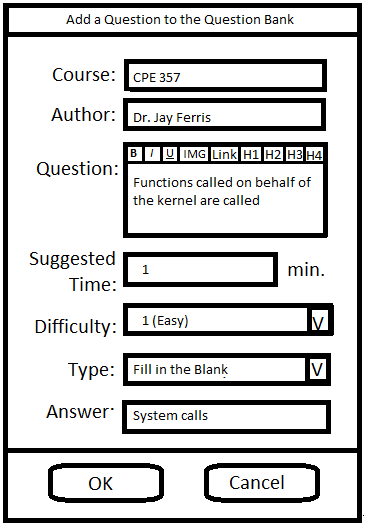 Add a Question to the Question Bank
Course: CPE 357
Author: Dr. Jay Ferris
B I U IMG Link H1 H2 H3 H4
Question: Functions called on behalf of
the kernel are called
Suggested
Time: 1 min.
Difficulty: 1 (Easy) V
Type: Fill in the Blank V
Answer: System calls
OK Cancel